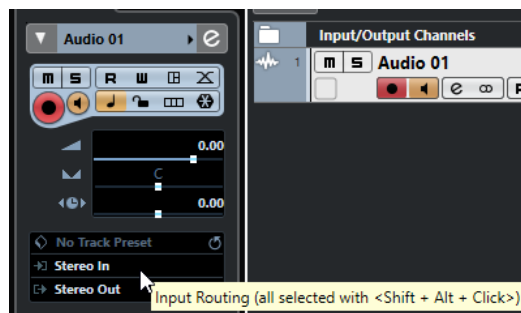 Audio 01
Input/Output Channels
m S R W
1 m S Audio 01
e
0.00
C
0.00
No Track Preset
Stereo In
Stereo Out
Input Routing (all selected with <Shift + Alt + Click>)